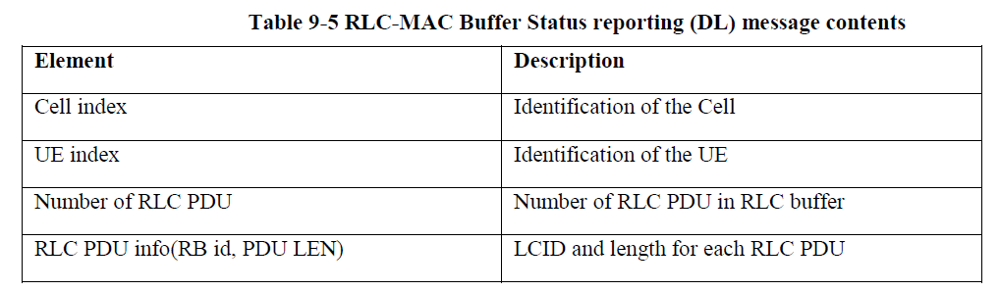 Table 9-5 RLC-MAC Buffer Status reporting (DL) message contents
Element Description
Cell index Identification of the Cell
UE index Identification of the UE
Number of RLC PDU Number of RLC PDU in RLC buffer
RLC PDU info(RB id, PDU LEN) LCID and length for each RLC PDU